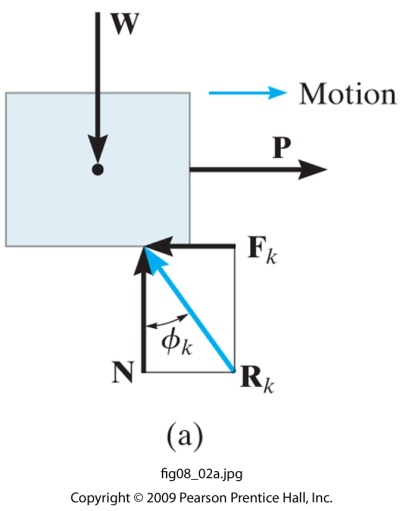 W
Motion
P
F_k
ϕ_k
N
R_k
(a)
fig08_02a.jpg
Copyright © 2009 Pearson Prentice Hall, Inc.